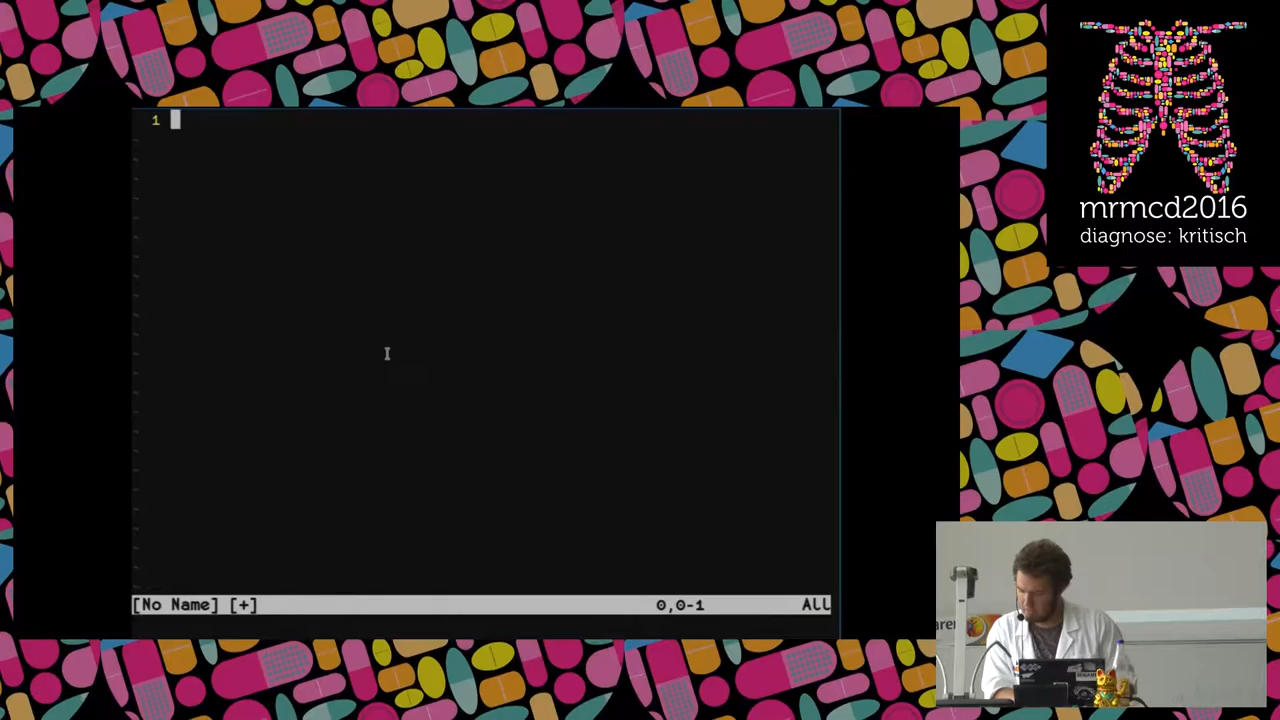 1
[No Name] [+] 0,0-1 All
mrmcd2016
diagnose: kritisch